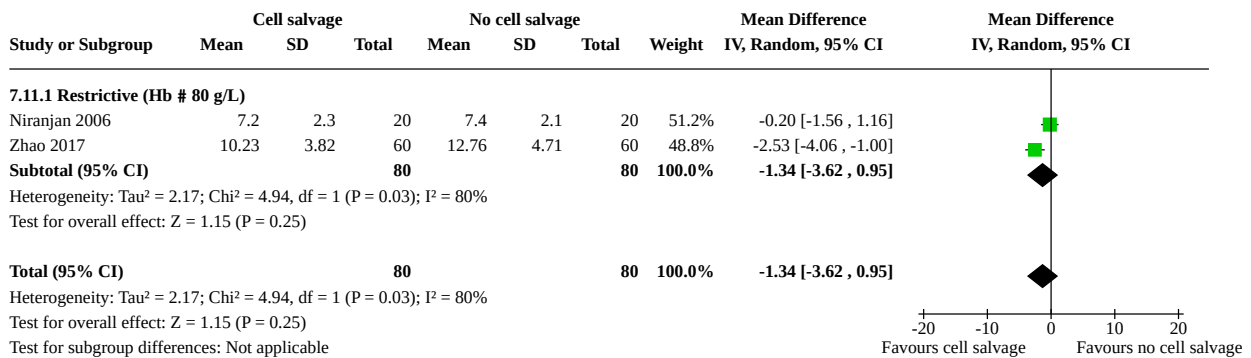 Cell salvage No cell salvage Mean Difference Mean Difference
Study or Subgroup Mean SD Total Mean SD Total Weight IV, Random, 95% CI IV, Random, 95% CI
7.11.1 Restrictive (Hb # 80 g/L)
Niranjan 2006 7.2 2.3 20 7.4 2.1 20 51.2% -0.20 [-1.56 , 1.16]
Zhao 2017 10.23 3.82 60 12.76 4.71 60 48.8% -2.53 [-4.06 , -1.00]
Subtotal (95% CI) 80 80 100.0% -1.34 [-3.62 , 0.95]
Heterogeneity: Tau² = 2.17; Chi² = 4.94, df = 1 (P = 0.03); I² = 80%
Test for overall effect: Z = 1.15 (P = 0.25)
Total (95% CI) 80 80 100.0% -1.34 [-3.62 , 0.95]
Heterogeneity: Tau² = 2.17; Chi² = 4.94, df = 1 (P = 0.03); I² = 80%
Test for overall effect: Z = 1.15 (P = 0.25) -20 -10 0 10 20
Test for subgroup differences: Not applicable Favours cell salvage Favours no cell salvage